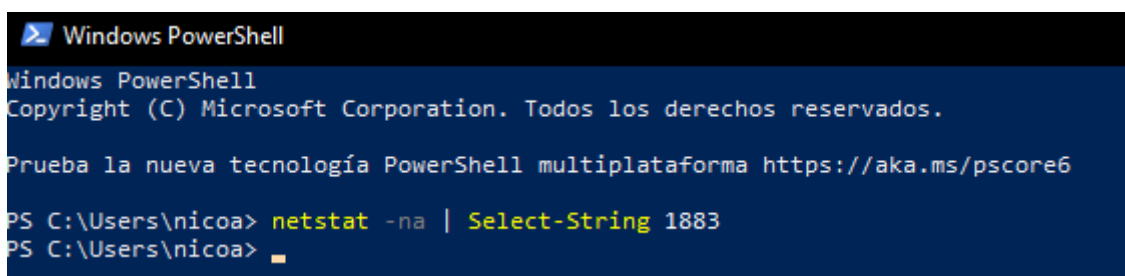 Windows PowerShell
Windows PowerShell
Copyright (C) Microsoft Corporation. Todos los derechos reservados.
Prueba la nueva tecnología PowerShell multiplataforma https://aka.ms/pscore6
PS C:\Users\nicoa> netstat -na | Select-String 1883
PS C:\Users\nicoa>